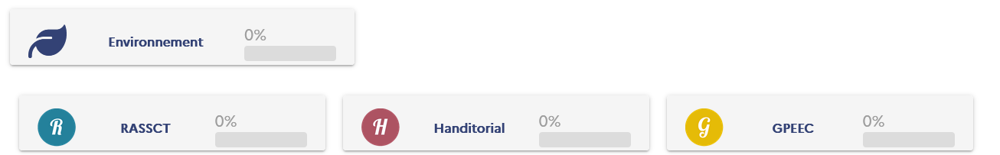 Environnement 0%
R RASSCT 0%
H Handitorial 0%
G GPEEC 0%